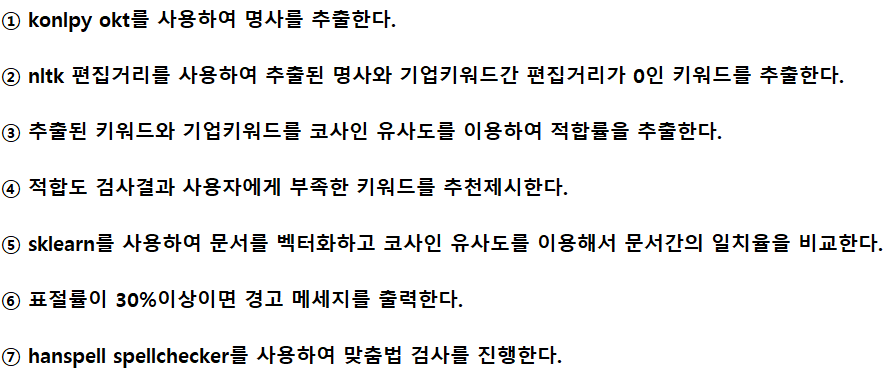 ① konlpy okt를 사용하여 명사를 추출한다.
② nltk 편집거리를 사용하여 추출된 명사와 기업키워드간 편집거리가 0인 키워드를 추출한다.
③ 추출된 키워드와 기업키워드를 코사인 유사도를 이용하여 적합률을 추출한다.
④ 적합도 검사결과 사용자에게 부족한 키워드를 추천제시한다.
⑤ sklearn를 사용하여 문서를 벡터화하고 코사인 유사도를 이용해서 문서간의 일치율을 비교한다.
⑥ 표절률이 30%이상이면 경고 메세지를 출력한다.
⑦ hanspell spellchecker를 사용하여 맞춤법 검사를 진행한다.